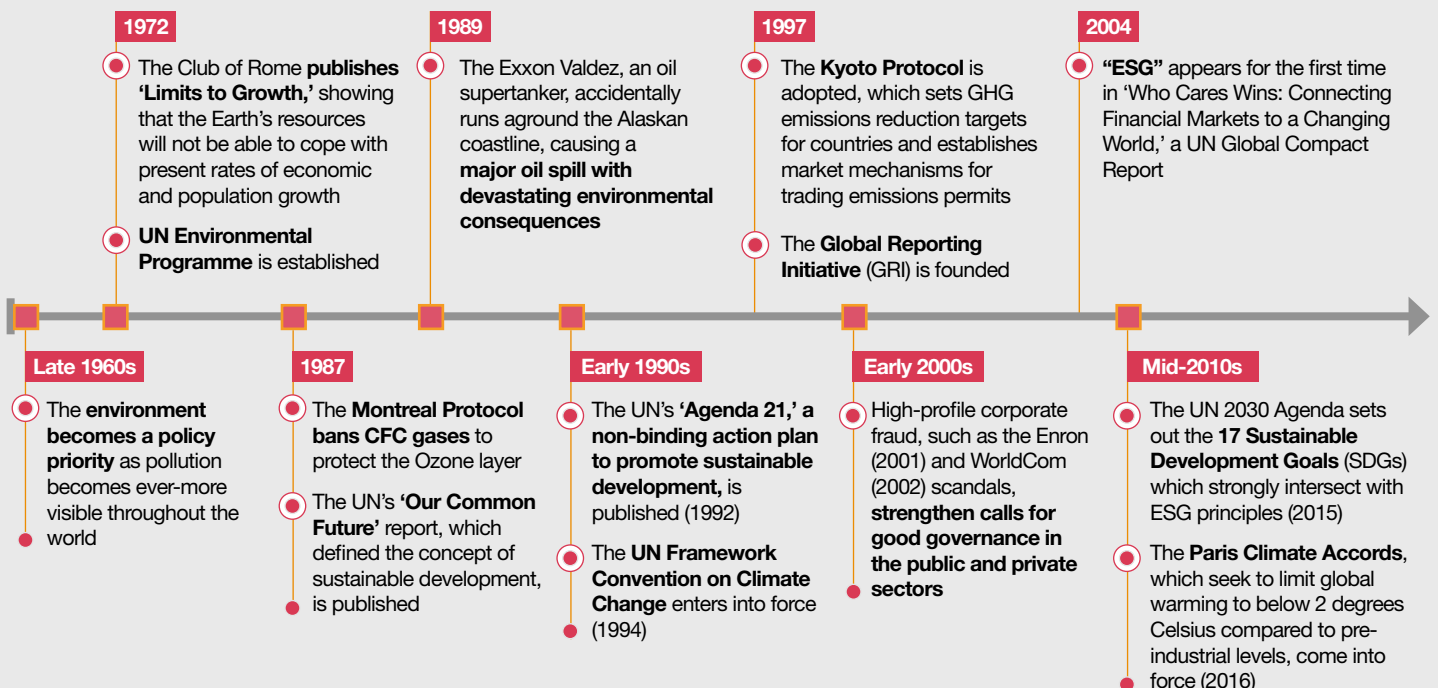 1972
The Club of Rome publishes
‘Limits to Growth,’ showing
that the Earth’s resources
will not be able to cope with
present rates of economic
and population growth
UN Environmental
Programme is established
1989
The Exxon Valdez, an oil
supertanker, accidentally
runs aground the Alaskan
coastline, causing a
major oil spill with
devastating environmental
consequences
1997
The Kyoto Protocol is
adopted, which sets GHG
emissions reduction targets
for countries and establishes
market mechanisms for
trading emissions permits
The Global Reporting
Initiative (GRI) is founded
2004
“ESG” appears for the first time
in ‘Who Cares Wins: Connecting
Financial Markets to a Changing
World,’ a UN Global Compact
Report
Late 1960s
The environment
becomes a policy
priority as pollution
becomes ever-more
visible throughout the
world
1987
The Montreal Protocol
bans CFC gases to
protect the Ozone layer
The UN’s ‘Our Common
Future’ report, which
defined the concept of
sustainable development,
is published
Early 1990s
The UN’s ‘Agenda 21,’ a
non-binding action plan
to promote sustainable
development, is
published (1992)
The UN Framework
Convention on Climate
Change enters into force
(1994)
Early 2000s
High-profile corporate
fraud, such as the Enron
(2001) and WorldCom
(2002) scandals,
strengthen calls for
good governance in
the public and private
sectors
Mid-2010s
The UN 2030 Agenda sets
out the 17 Sustainable
Development Goals (SDGs)
which strongly intersect with
ESG principles (2015)
The Paris Climate Accords,
which seek to limit global
warming to below 2 degrees
Celsius compared to pre-
industrial levels, come into
force (2016)